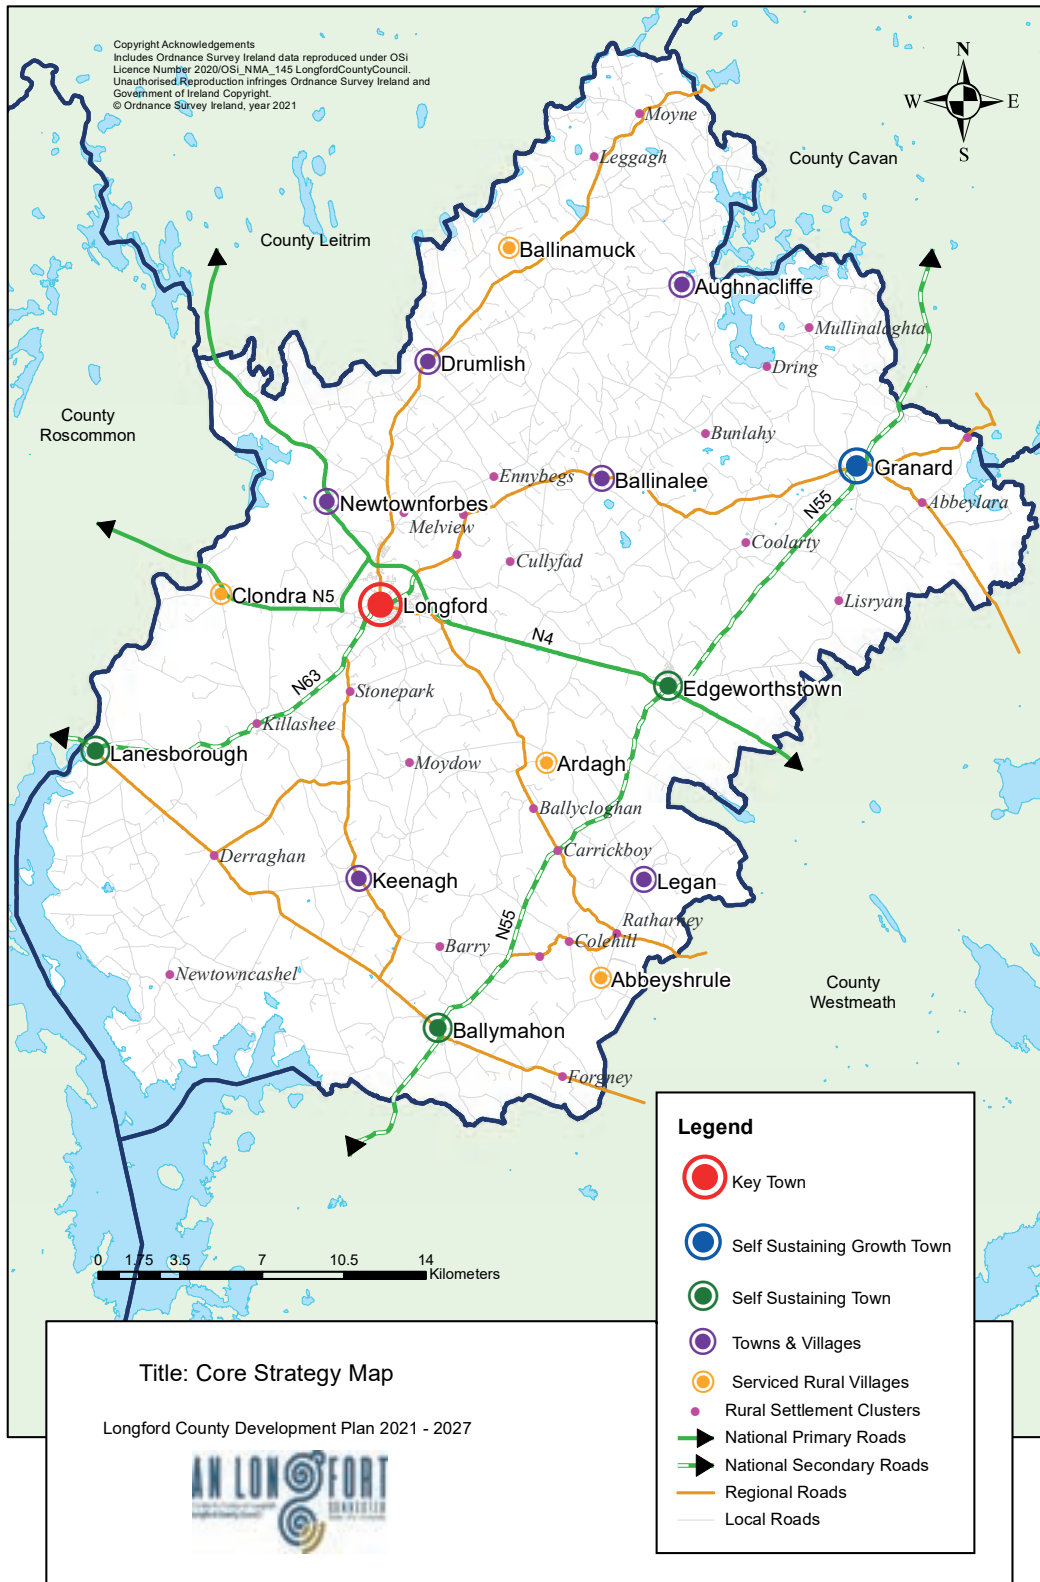 Copyright Acknowledgements
Includes Ordnance Survey Ireland data reproduced under OSi
Licence Number 2020/OSi_NMA_145 LongfordCountyCouncil.
Unauthorised Reproduction infringes Ordnance Survey Ireland and
Government of Ireland Copyright.
© Ordnance Survey Ireland, year 2021
N
W E
S
Moyne
Leggagh
County Cavan
County Leitrim
Ballinamuck
Aughnacliffe
Mullinalaghta
Drumlish
Dring
County
Roscommon
Bunlahy
Granard
Ennybegs
Ballinalee
Newtownforbes
N55
Abbeylara
Melview
Coolarty
Cullyfad
Clondra N5
Longford
Lisryan
N4
N63
Stonepark
Edgeworthstown
Killashee
Lanesborough
Moydow
Ardagh
Ballycloghan
Carrickboy
Derraghan
Keenagh
Legan
N55
Ratharney
Barry
Colehill
Newtowncashel
Abbeyshrule
County
Westmeath
Ballymahon
Forgney
0 1.75 3.5 7 10.5 14
Kilometers
Legend
Key Town
Self Sustaining Growth Town
Self Sustaining Town
Towns & Villages
Serviced Rural Villages
Rural Settlement Clusters
National Primary Roads
National Secondary Roads
Regional Roads
Local Roads
Title: Core Strategy Map
Longford County Development Plan 2021 - 2027
AN LONGFORT